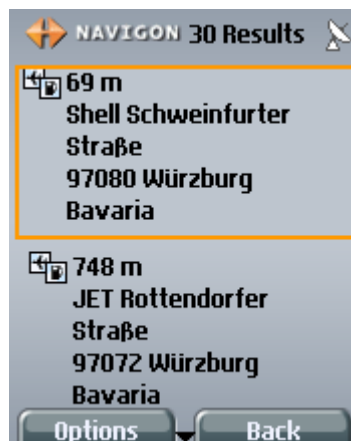 NAVIGON 30 Results
69 m
Shell Schweinfurter
Straße
97080 Würzburg
Bavaria
748 m
JET Rottendorfer
Straße
97072 Würzburg
Bavaria
Options Back